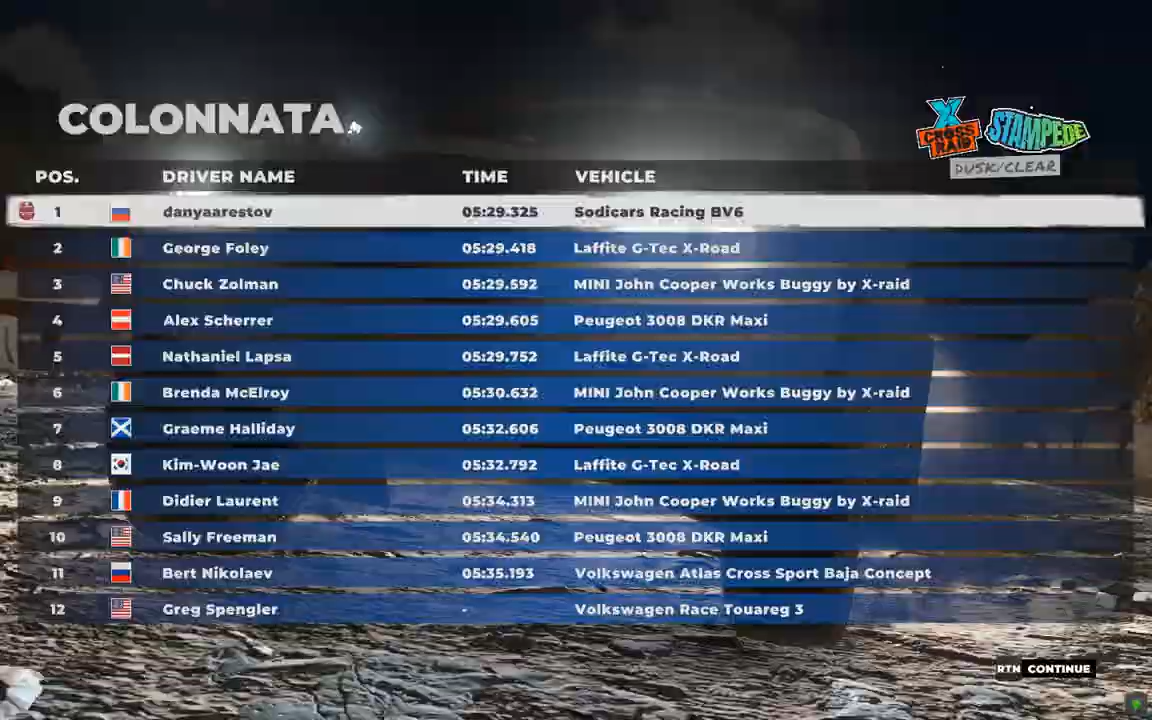 COLONNATA
X CROSS RAID STAMPEDE
DUSK/CLEAR
POS. DRIVER NAME TIME VEHICLE
1 danyaarestov 05:29.325 Sodicars Racing BV6
2 George Foley 05:29.418 Laffite G-Tec X-Road
3 Chuck Zolman 05:29.592 MINI John Cooper Works Buggy by X-raid
4 Alex Scherrer 05:29.605 Peugeot 3008 DKR Maxi
5 Nathaniel Lapsa 05:29.752 Laffite G-Tec X-Road
6 Brenda McElroy 05:30.632 MINI John Cooper Works Buggy by X-raid
7 Graeme Halliday 05:32.606 Peugeot 3008 DKR Maxi
8 Kim-Woon Jae 05:32.792 Laffite G-Tec X-Road
9 Didier Laurent 05:34.313 MINI John Cooper Works Buggy by X-raid
10 Sally Freeman 05:34.540 Peugeot 3008 DKR Maxi
11 Bert Nikolaev 05:35.193 Volkswagen Atlas Cross Sport Baja Concept
12 Greg Spengler Volkswagen Race Touareg 3
RTN CONTINUE